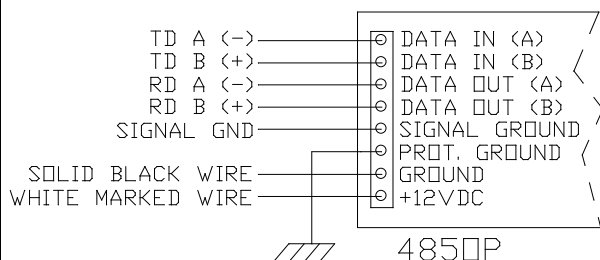 TD A (-) DATA IN (A)
TD B (+) DATA IN (B)
RD A (-) DATA OUT (A)
RD B (+) DATA OUT (B)
SIGNAL GND SIGNAL GROUND
PROT. GROUND
SOLID BLACK WIRE GROUND
WHITE MARKED WIRE +12VDC
485OP